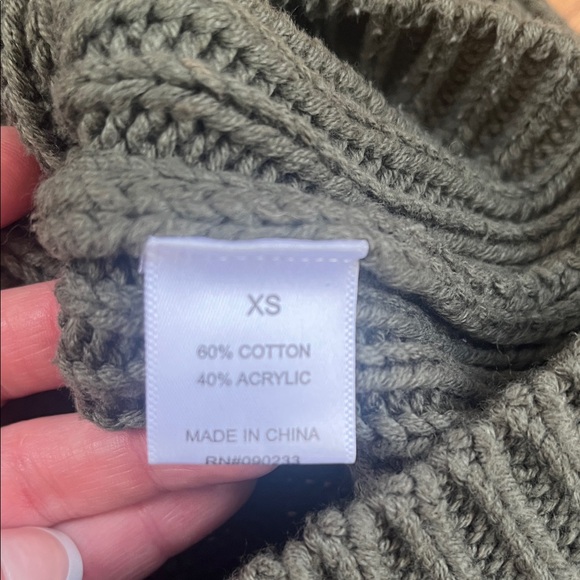 XS
60% COTTON
40% ACRYLIC
MADE IN CHINA
RN#090233